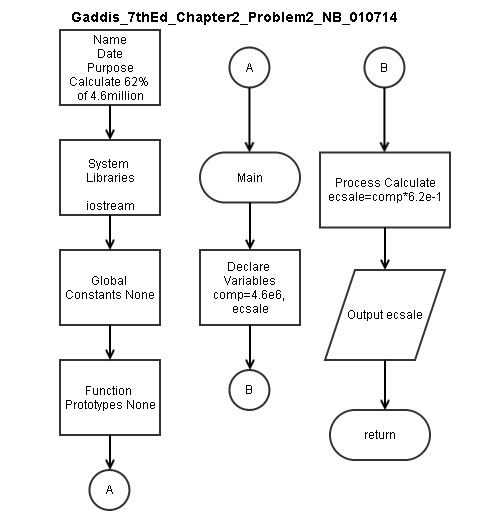 Gaddis_7thEd_Chapter2_Problem2_NB_010714
Name
Date
Purpose
Calculate 62%
of 4.6million
System
Libraries
iostream
Global
Constants None
Function
Prototypes None
A
A
Main
Declare
Variables
comp=4.6e6,
ecsale
B
B
Process Calculate
ecsale=comp*6.2e-1
Output ecsale
return